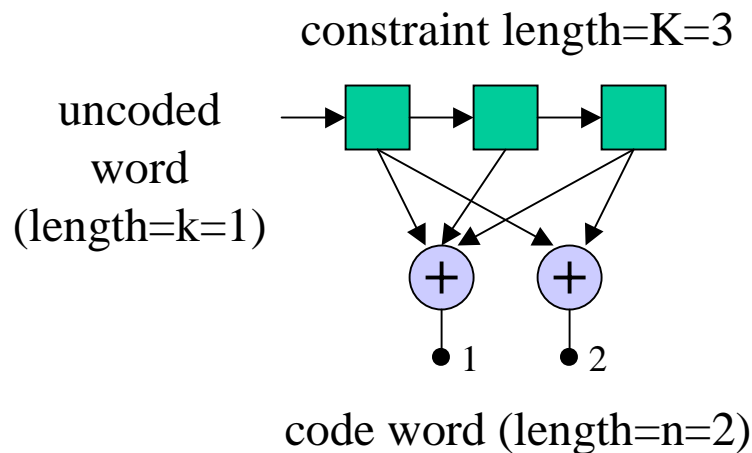 constraint length=K=3
uncoded
word
(length=k=1)
+ +
1 2
code word (length=n=2)